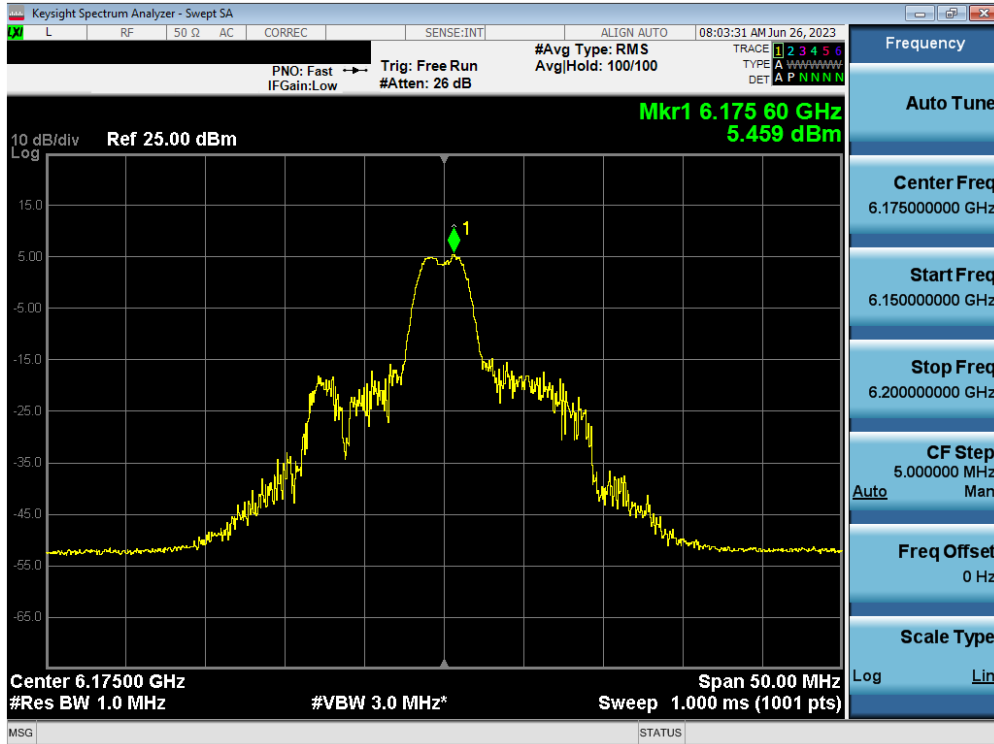 Keysight Spectrum Analyzer - Swept SA
LXI L RF 50 Ω AC CORREC SENSE:INT ALIGN AUTO 08:03:31 AM Jun 26, 2023
PNO: Fast
IFGain:Low
Trig: Free Run
#Atten: 26 dB
#Avg Type: RMS
Avg|Hold: 100/100
TRACE 1 2 3 4 5 6
TYPE A WWWWW
DET A P N N N N
Mkr1 6.175 60 GHz
5.459 dBm
10 dB/div Ref 25.00 dBm
Log
15.0
1
5.00
-5.00
-15.0
-25.0
-35.0
-45.0
-55.0
-65.0
Center 6.17500 GHz Span 50.00 MHz
#Res BW 1.0 MHz #VBW 3.0 MHz* Sweep 1.000 ms (1001 pts)
MSG STATUS
Frequency
Auto Tune
Center Freq
6.175000000 GHz
Start Freq
6.150000000 GHz
Stop Freq
6.200000000 GHz
CF Step
5.000000 MHz
Auto Man
Freq Offset
0 Hz
Scale Type
Log Lin